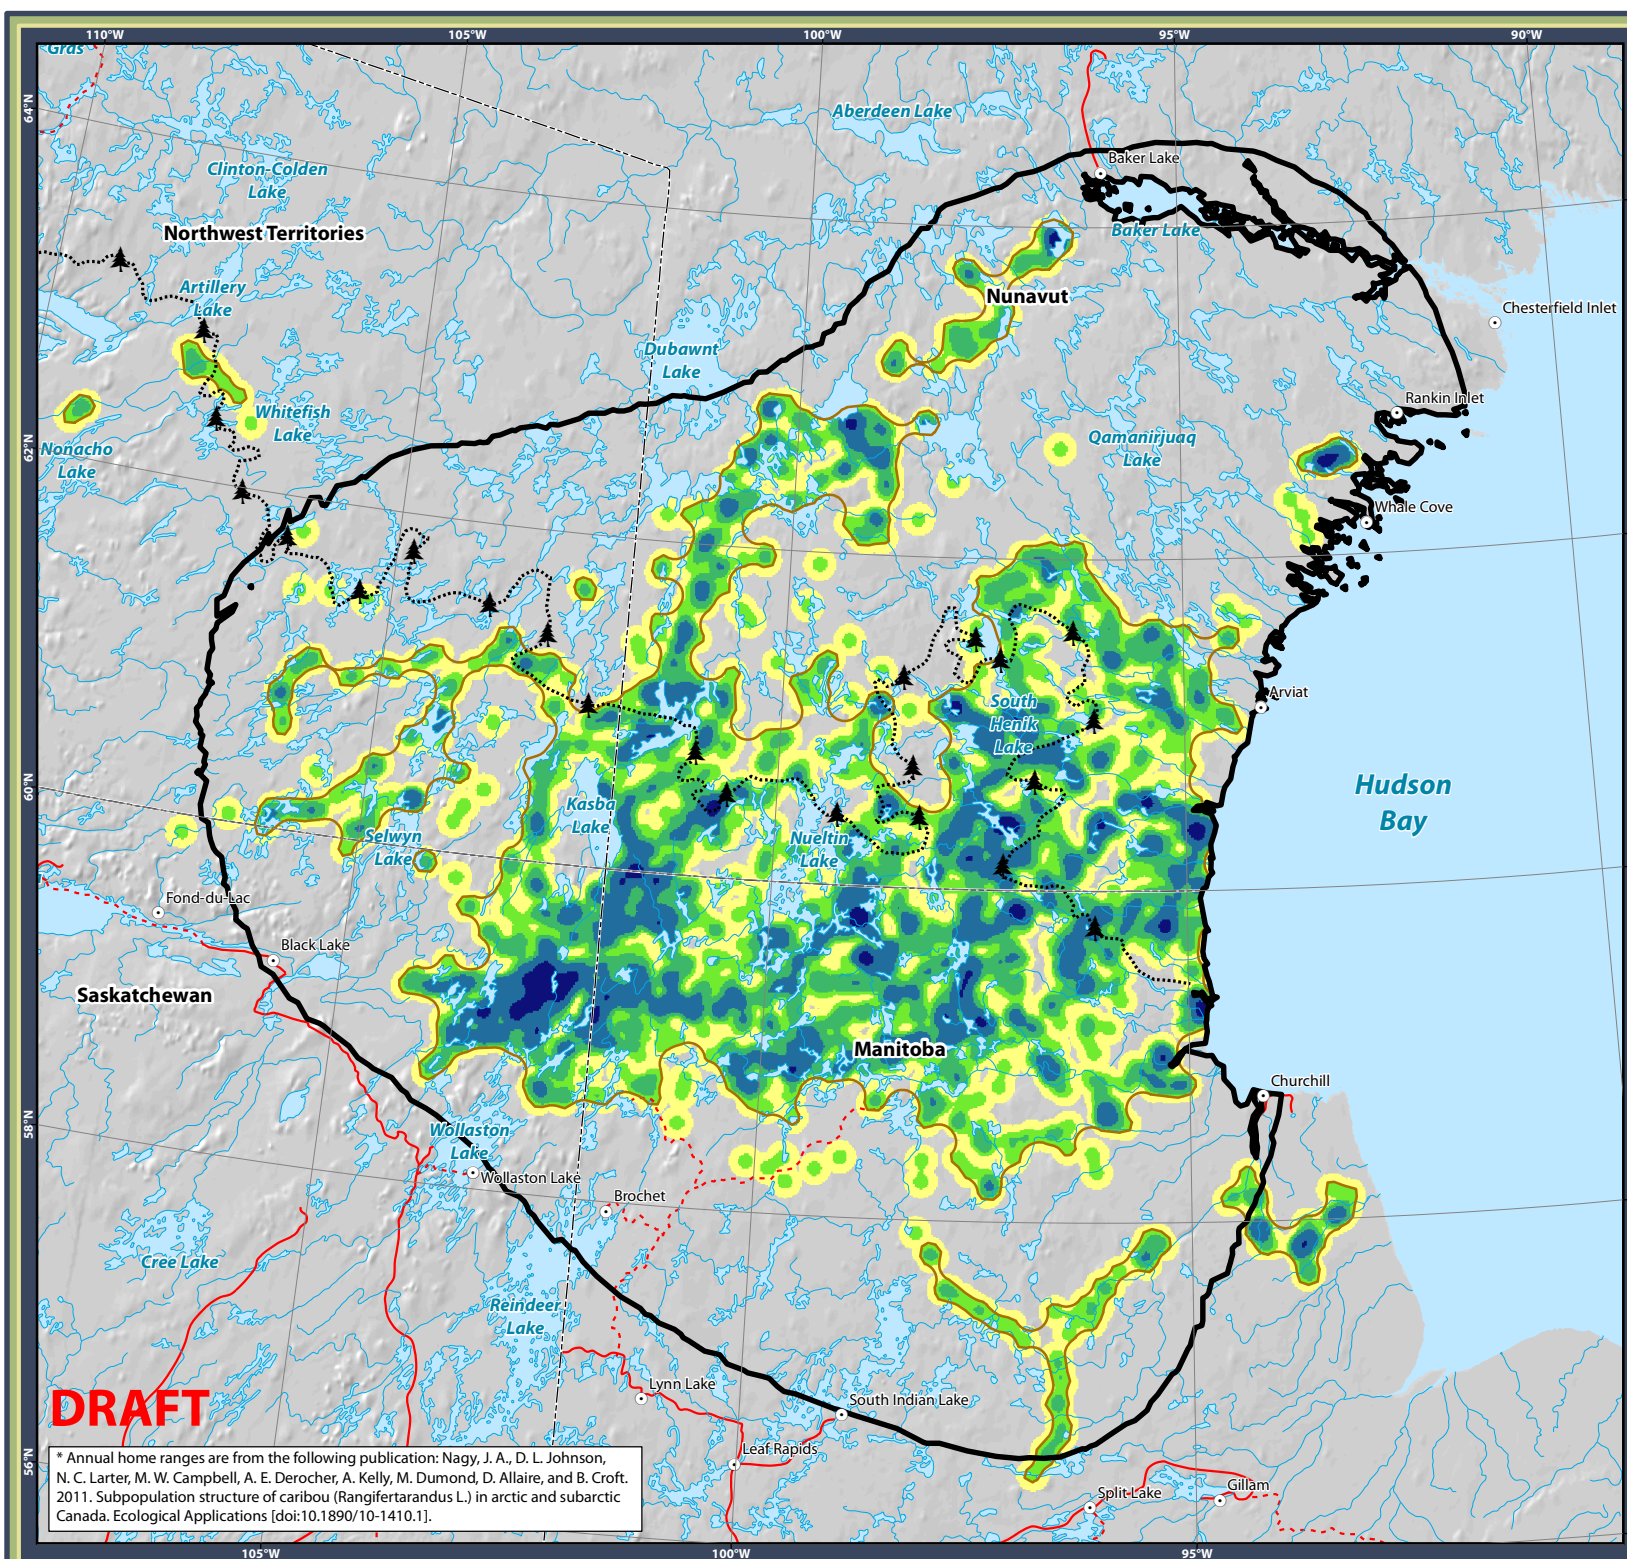 110°W
105°W
100°W
95°W
90°W
Gras
64°N
Aberdeen Lake
Baker Lake
Clinton-Colden
Lake
Northwest Territories
Baker Lake
Artillery
Lake
Nunavut
Chesterfield Inlet
Dubawnt
Lake
Rankin Inlet
Whitefish
Lake
62°N
Nonacho
Lake
Qamanirjuaq
Lake
Whale Cove
Arviat
South
Henik
Lake
60°N
Kasba
Lake
Hudson
Bay
Selwyn
Lake
Nueltin
Lake
Fond-du-Lac
Black Lake
Saskatchewan
Manitoba
Churchill
58°N
Wollaston
Lake
Wollaston Lake
Brochet
Cree Lake
Reindeer
Lake
Lynn Lake
South Indian Lake
DRAFT
Leaf Rapids
56°N
Split Lake
Gillam
* Annual home ranges are from the following publication: Nagy, J. A., D. L. Johnson,
N. C. Larter, M. W. Campbell, A. E. Derocher, A. Kelly, M. Dumond, D. Allaire, and B. Croft.
2011. Subpopulation structure of caribou (Rangifertarandus L.) in arctic and subarctic
Canada. Ecological Applications [doi:10.1890/10-1410.1].
105°W
100°W
95°W